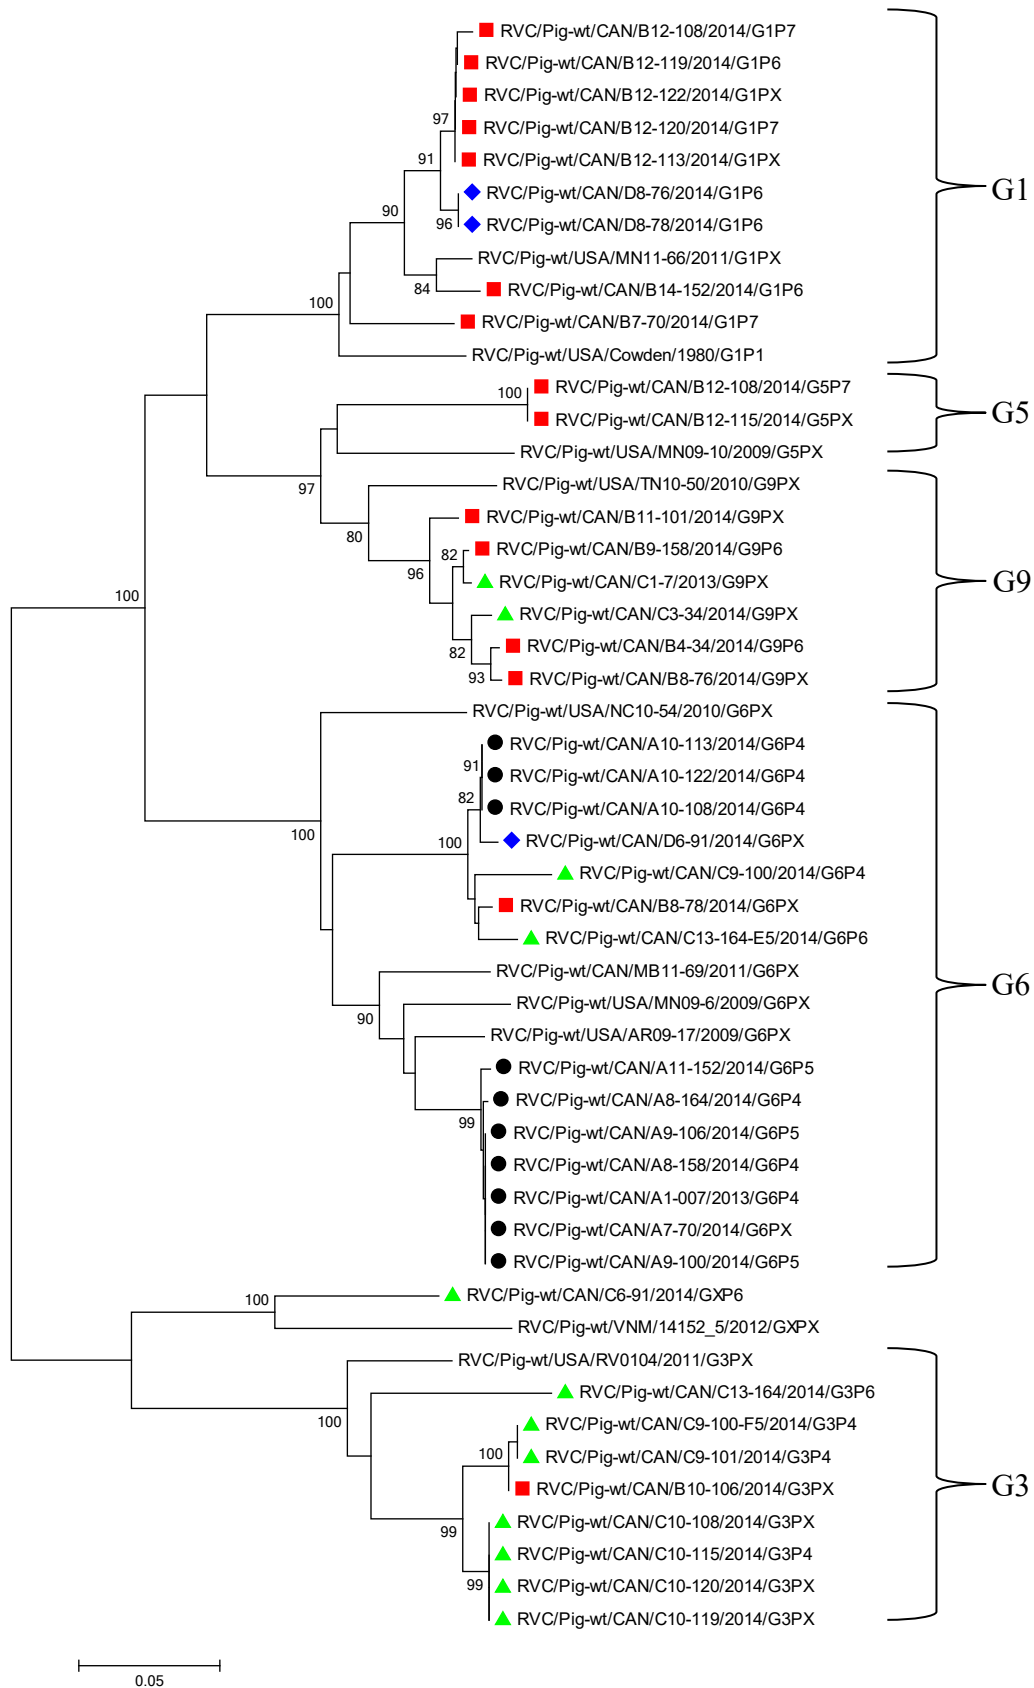 RVC/Pig-wt/CAN/B12-108/2014/G1P7
RVC/Pig-wt/CAN/B12-119/2014/G1P6
RVC/Pig-wt/CAN/B12-122/2014/G1PX
97
RVC/Pig-wt/CAN/B12-120/2014/G1P7
91
RVC/Pig-wt/CAN/B12-113/2014/G1PX
RVC/Pig-wt/CAN/D8-76/2014/G1P6
G1
90
96
RVC/Pig-wt/CAN/D8-78/2014/G1P6
RVC/Pig-wt/USA/MN11-66/2011/G1PX
84
RVC/Pig-wt/CAN/B14-152/2014/G1P6
100
RVC/Pig-wt/CAN/B7-70/2014/G1P7
RVC/Pig-wt/USA/Cowden/1980/G1P1
RVC/Pig-wt/CAN/B12-108/2014/G5P7
100
G5
RVC/Pig-wt/CAN/B12-115/2014/G5PX
RVC/Pig-wt/USA/MN09-10/2009/G5PX
97
RVC/Pig-wt/USA/TN10-50/2010/G9PX
RVC/Pig-wt/CAN/B11-101/2014/G9PX
80
82
RVC/Pig-wt/CAN/B9-158/2014/G9P6
96
RVC/Pig-wt/CAN/C1-7/2013/G9PX
G9
100
RVC/Pig-wt/CAN/C3-34/2014/G9PX
RVC/Pig-wt/CAN/B4-34/2014/G9P6
82
93
RVC/Pig-wt/CAN/B8-76/2014/G9PX
RVC/Pig-wt/USA/NC10-54/2010/G6PX
RVC/Pig-wt/CAN/A10-113/2014/G6P4
91
RVC/Pig-wt/CAN/A10-122/2014/G6P4
82
RVC/Pig-wt/CAN/A10-108/2014/G6P4
100
100
RVC/Pig-wt/CAN/D6-91/2014/G6PX
RVC/Pig-wt/CAN/C9-100/2014/G6P4
RVC/Pig-wt/CAN/B8-78/2014/G6PX
RVC/Pig-wt/CAN/C13-164-E5/2014/G6P6
RVC/Pig-wt/CAN/MB11-69/2011/G6PX
G6
RVC/Pig-wt/USA/MN09-6/2009/G6PX
90
RVC/Pig-wt/USA/AR09-17/2009/G6PX
RVC/Pig-wt/CAN/A11-152/2014/G6P5
RVC/Pig-wt/CAN/A8-164/2014/G6P4
99
RVC/Pig-wt/CAN/A9-106/2014/G6P5
RVC/Pig-wt/CAN/A8-158/2014/G6P4
RVC/Pig-wt/CAN/A1-007/2013/G6P4
RVC/Pig-wt/CAN/A7-70/2014/G6PX
RVC/Pig-wt/CAN/A9-100/2014/G6P5
100
RVC/Pig-wt/CAN/C6-91/2014/GXP6
RVC/Pig-wt/VNM/14152_5/2012/GXPX
RVC/Pig-wt/USA/RV0104/2011/G3PX
RVC/Pig-wt/CAN/C13-164/2014/G3P6
100
RVC/Pig-wt/CAN/C9-100-F5/2014/G3P4
100
RVC/Pig-wt/CAN/C9-101/2014/G3P4
G3
RVC/Pig-wt/CAN/B10-106/2014/G3PX
RVC/Pig-wt/CAN/C10-108/2014/G3PX
99
RVC/Pig-wt/CAN/C10-115/2014/G3P4
99
RVC/Pig-wt/CAN/C10-120/2014/G3PX
RVC/Pig-wt/CAN/C10-119/2014/G3PX
0.05